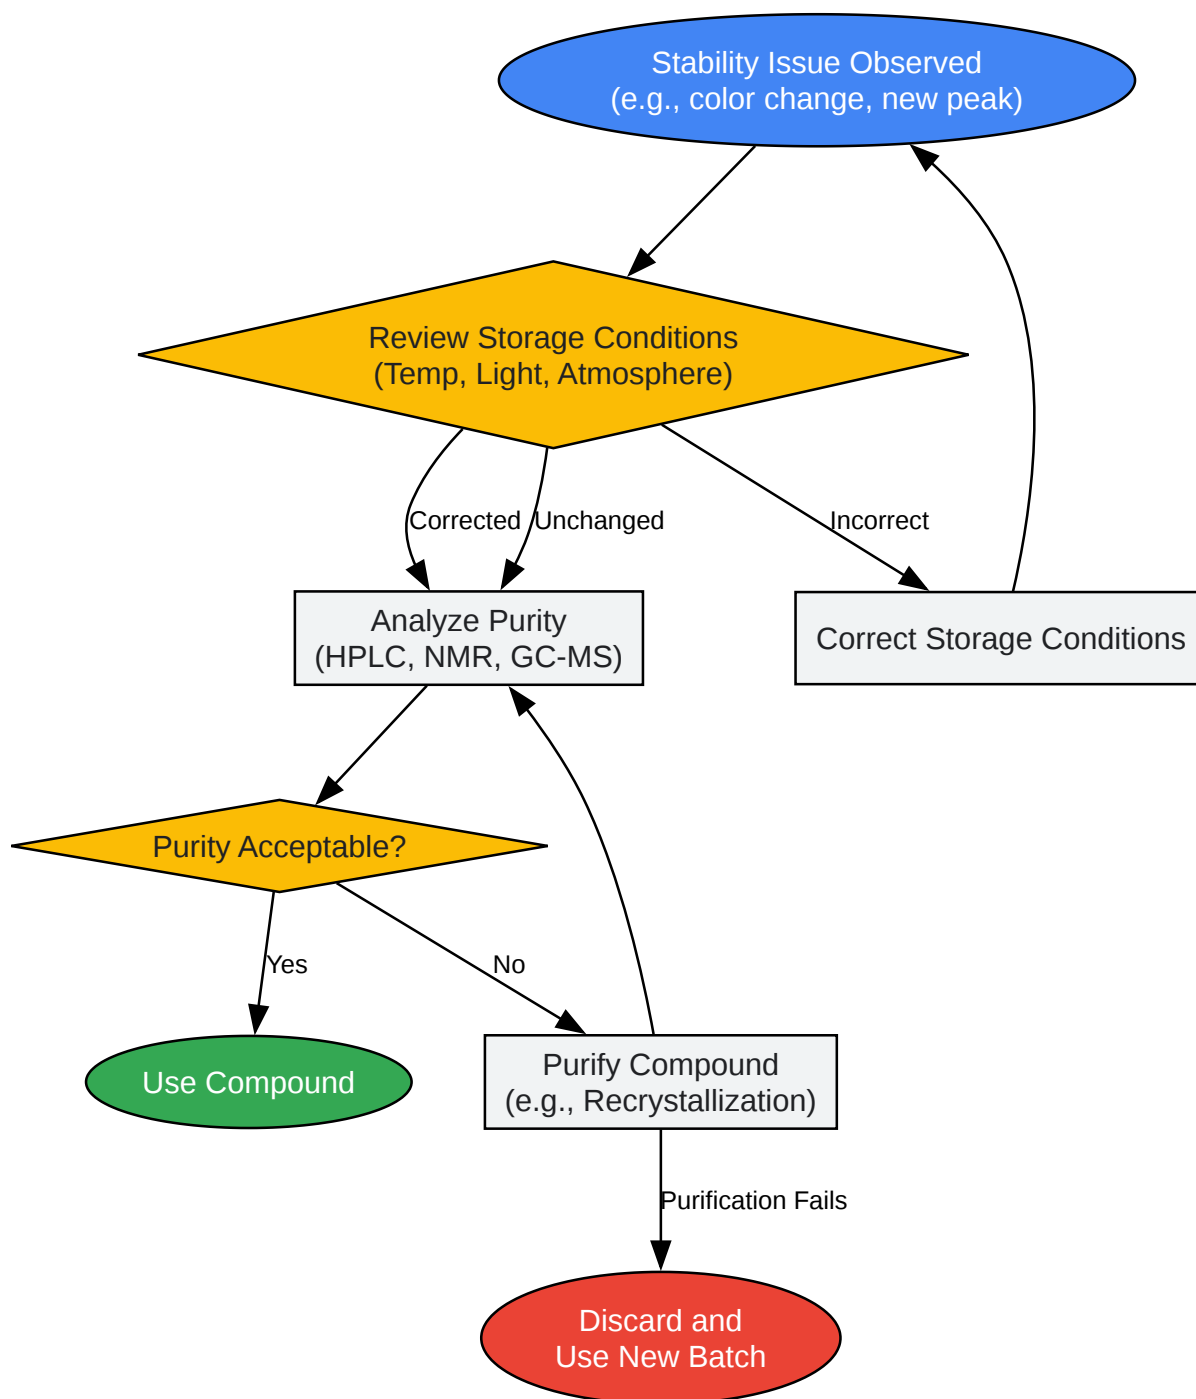 Stability Issue Observed
(e.g., color change, new peak)
Review Storage Conditions
(Temp, Light, Atmosphere)
Corrected
Unchanged
Incorrect
Analyze Purity
(HPLC, NMR, GC-MS)
Correct Storage Conditions
Purity Acceptable?
Yes
No
Use Compound
Purify Compound
(e.g., Recrystallization)
Purification Fails
Discard and
Use New Batch